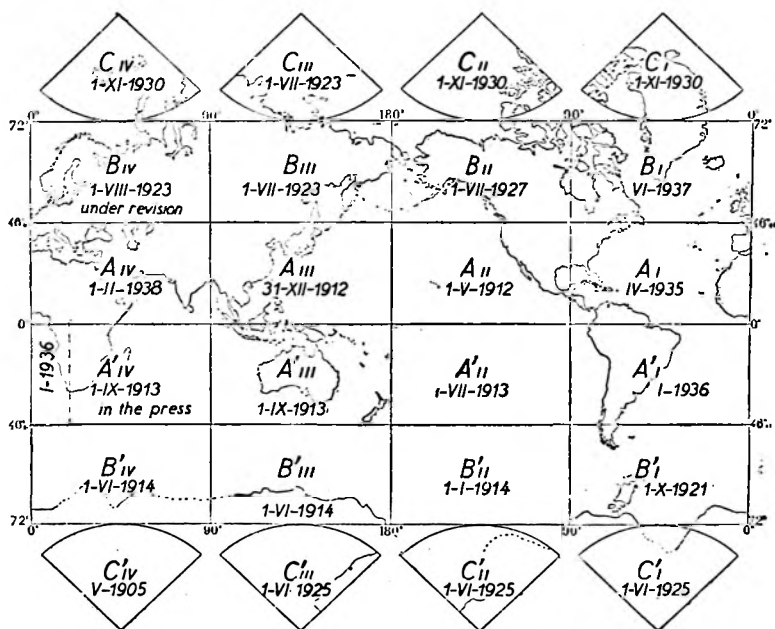 C IV C III C II C I
1-XI-1930 1-VII-1923 1-XI-1930 1-XI-1930
0° 90° 180° 90° 0°
72° 72°
B IV B III B II B I
1-VIII-1923 1-VII-1923 1-VII-1927 VI-1937
under revision
A IV A III A II A I
1-II-1938 31-XII-1912 1-V-1912 IV-1935
0° 0°
I-1936
A'IV A'III A'II A'I
1-IX-1913 1-IX-1913 1-VII-1913 I-1936
in the press
B'IV B'III B'II B'I
1-VI-1914 1-VI-1914 1-I-1914 1-X-1921
72° 72°
0° 90° 180° 90° 0°
C'IV C'III C'II C'I
V-1905 1-VI-1925 1-VI-1925 1-VI-1925